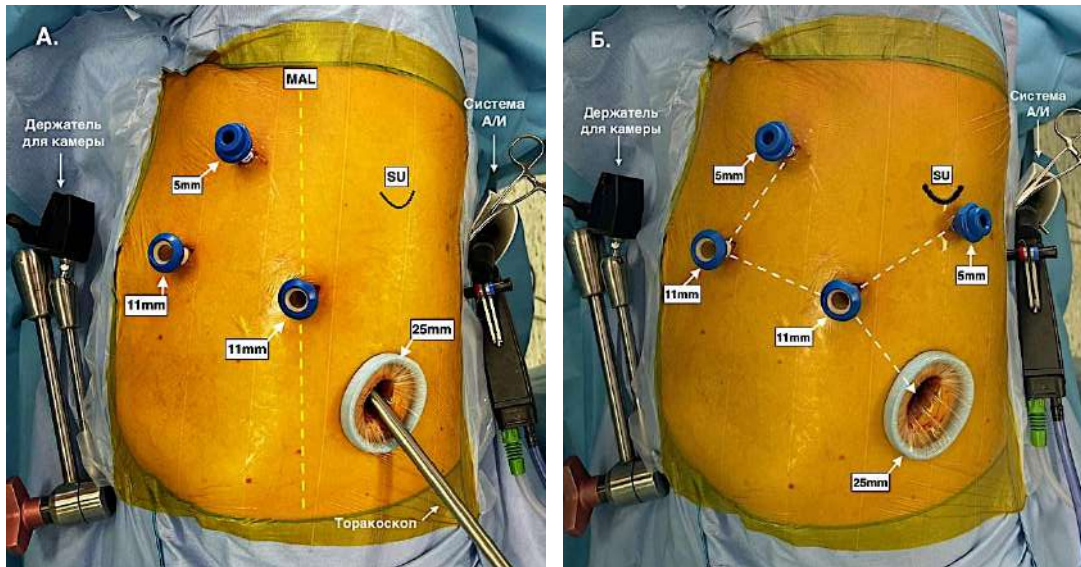 А.
MAL
Держатель
для камеры
Система
А/И
5mm
SU
11mm
11mm
25mm
Торакоскоп
Б.
Держатель
для камеры
Система
А/И
5mm
SU
11mm
5mm
11mm
25mm